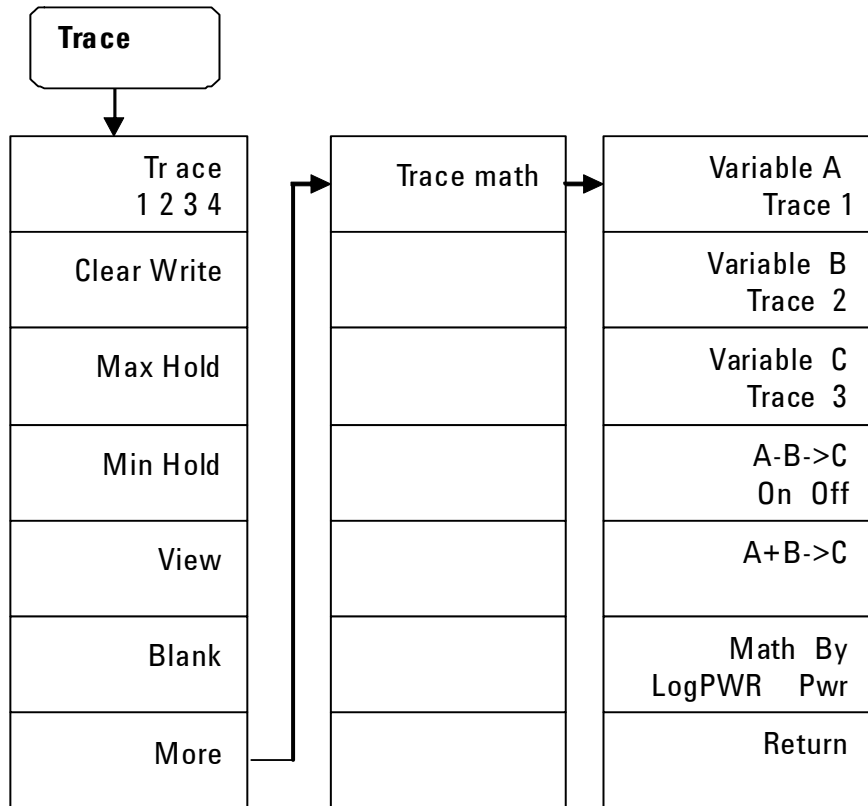 Trace
Trace
1 2 3 4
Clear Write
Max Hold
Min Hold
View
Blank
More
Trace math
Variable A
Trace 1
Variable B
Trace 2
Variable C
Trace 3
A-B->C
On Off
A+B->C
Math By
LogPWR Pwr
Return